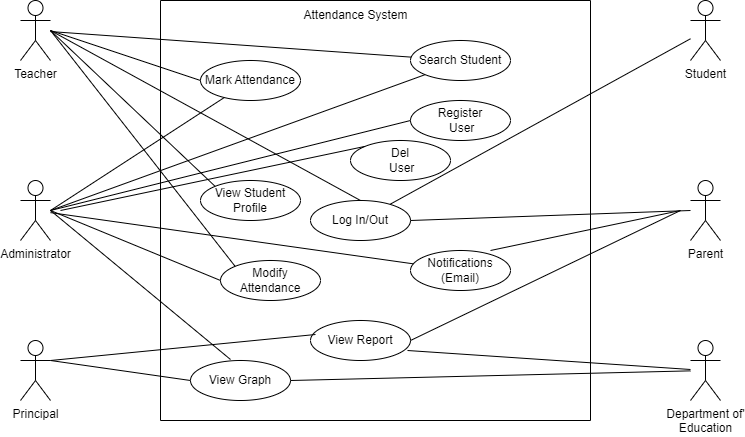 Attendance System
Teacher
Student
Search Student
Mark Attendance
Register
User
Del
User
View Student
Profile
Log In/Out
Administrator
Parent
Notifications
(Email)
Modify
Attendance
View Report
View Graph
Principal
Department of'
Education